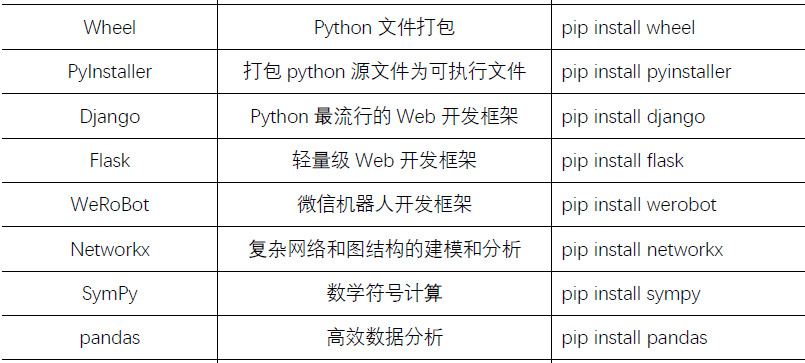 Wheel Python 文件打包 pip install wheel
PyInstaller 打包 python 源文件为可执行文件 pip install pyinstaller
Django Python 最流行的 Web 开发框架 pip install django
Flask 轻量级 Web 开发框架 pip install flask
WeRoBot 微信机器人开发框架 pip install werobot
Networkx 复杂网络和图结构的建模和分析 pip install networkx
SymPy 数学符号计算 pip install sympy
pandas 高效数据分析 pip install pandas